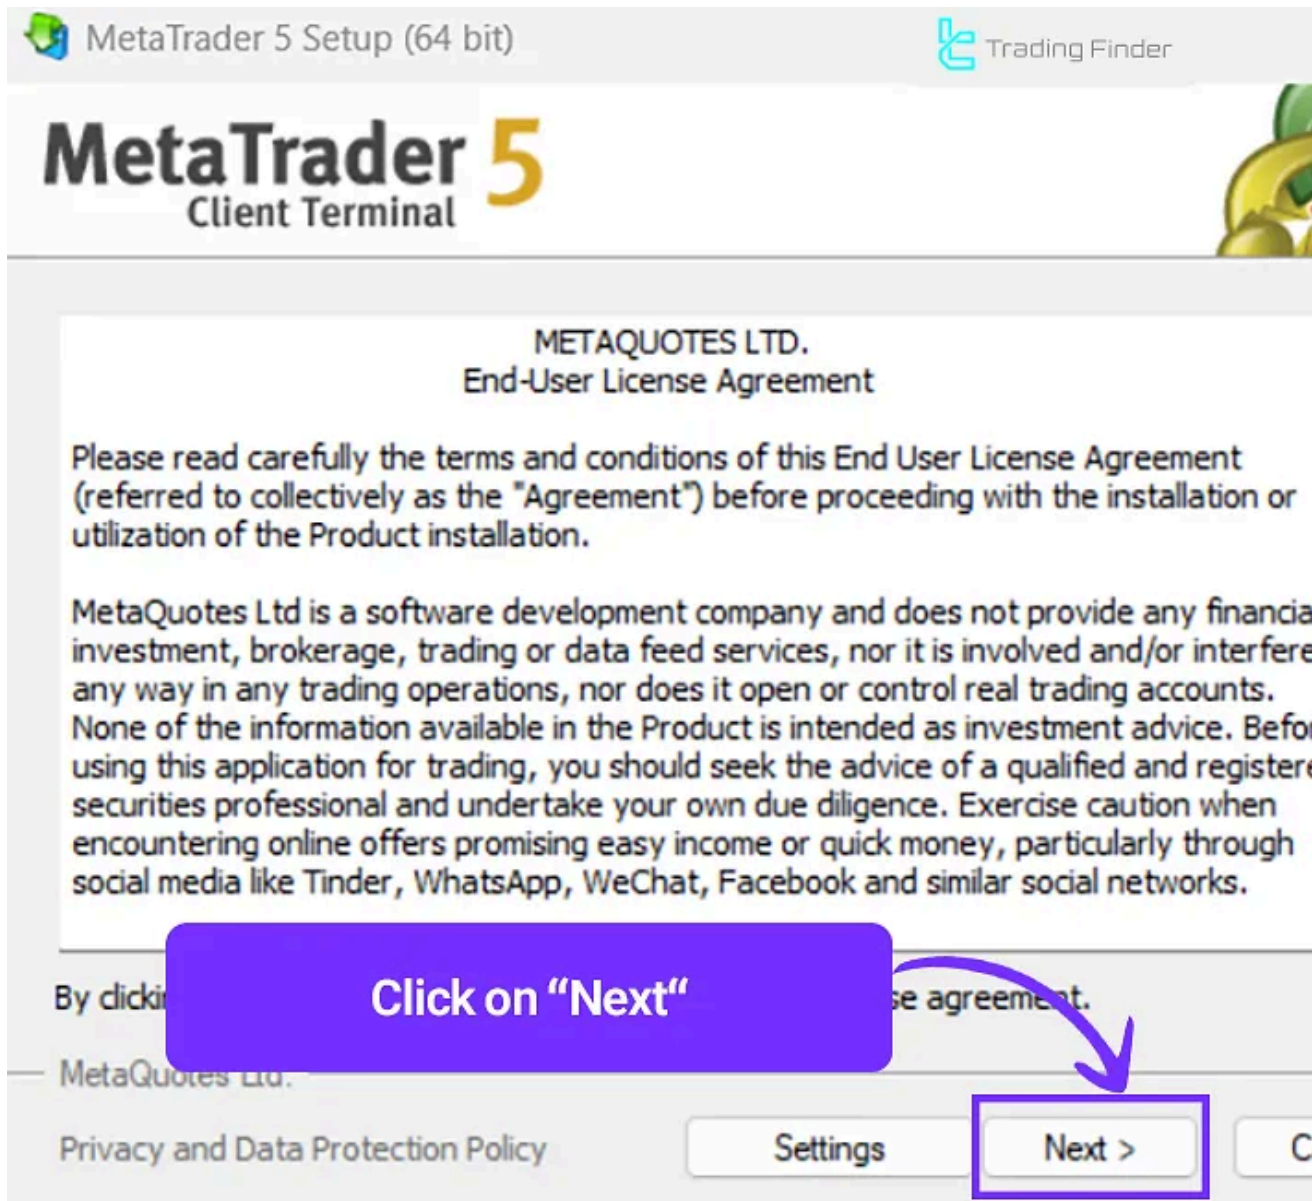 MetaTrader 5 Setup (64 bit)
Trading Finder
MetaTrader 5
Client Terminal
METAQUOTES LTD.
End-User License Agreement
Please read carefully the terms and conditions of this End User License Agreement
(referred to collectively as the "Agreement") before proceeding with the installation or
utilization of the Product installation.
MetaQuotes Ltd is a software development company and does not provide any financia
investment, brokerage, trading or data feed services, nor it is involved and/or interfere
any way in any trading operations, nor does it open or control real trading accounts.
None of the information available in the Product is intended as investment advice. Befor
using this application for trading, you should seek the advice of a qualified and registere
securities professional and undertake your own due diligence. Exercise caution when
encountering online offers promising easy income or quick money, particularly through
social media like Tinder, WhatsApp, WeChat, Facebook and similar social networks.
By clicki
Click on “Next“
se agreement.
MetaQuotes Ltd.
Privacy and Data Protection Policy
Settings
Next >
C